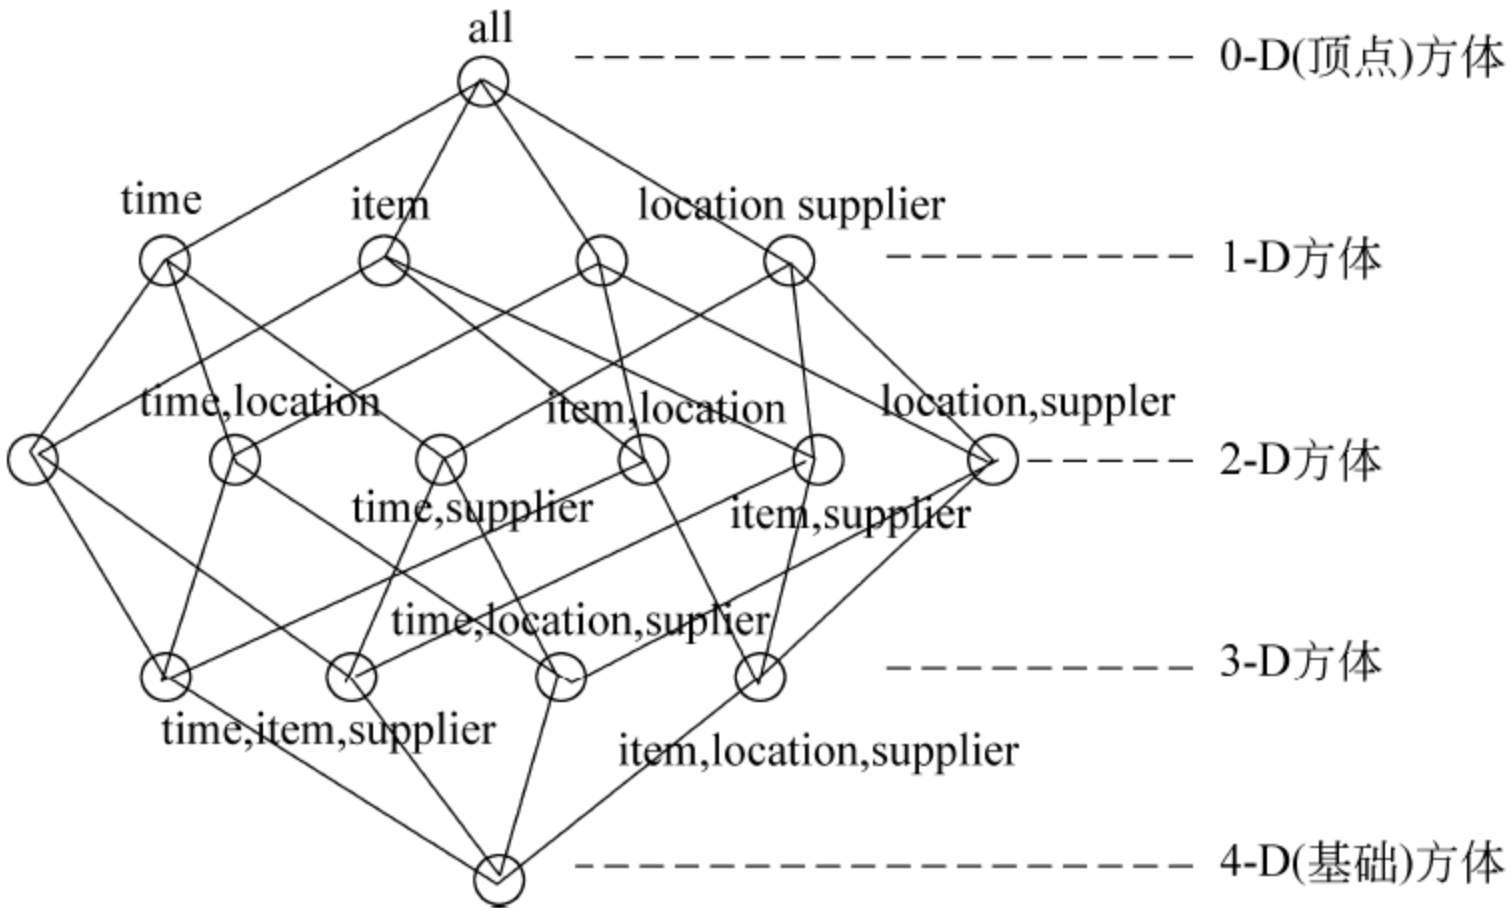 all
0-D(顶点)方体
time
item
location supplier
1-D方体
time,location
item,location
location,suppler
2-D方体
time,supplier
item,supplier
time,location,suplier
3-D方体
time,item,supplier
item,location,supplier
4-D(基础)方体